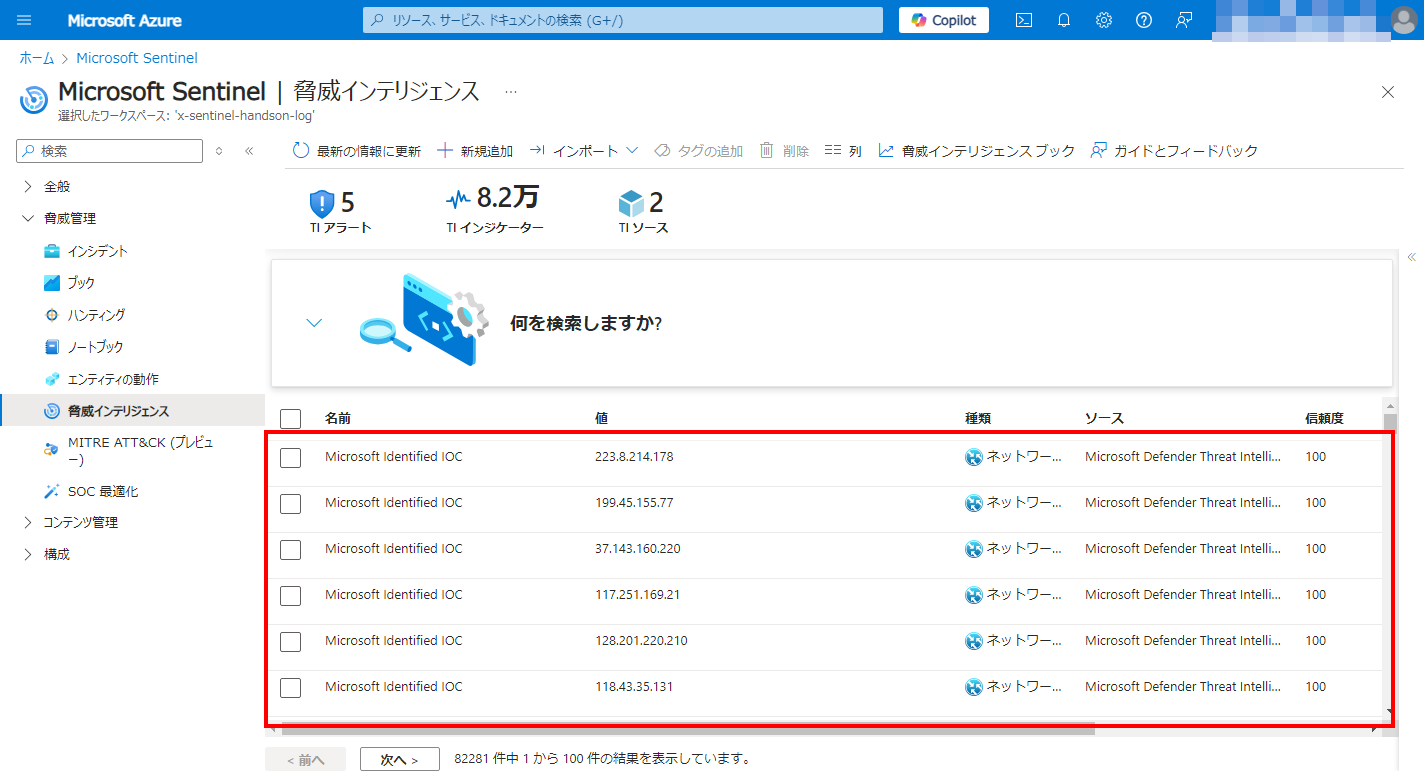 Microsoft Azure
リソース、サービス、ドキュメントの検索 (G+/)
Copilot
ホーム > Microsoft Sentinel
Microsoft Sentinel | 脅威インテリジェンス ...
選択したワークスペース: 'x-sentinel-handson-log'
検索
最新の情報に更新 新規追加 インポート タグの追加 削除 列 脅威インテリジェンス ブック ガイドとフィードバック
全般
脅威管理
インシデント
ブック
ハンティング
ノートブック
エンティティの動作
脅威インテリジェンス
MITRE ATT&CK (プレビュ
ー)
SOC 最適化
コンテンツ管理
構成
5 8.2万 2
TI アラート TI インジケーター TI ソース
何を検索しますか?
名前 値 種類 ソース 信頼度
Microsoft Identified IOC 223.8.214.178 ネットワー... Microsoft Defender Threat Intelli... 100
Microsoft Identified IOC 199.45.155.77 ネットワー... Microsoft Defender Threat Intelli... 100
Microsoft Identified IOC 37.143.160.220 ネットワー... Microsoft Defender Threat Intelli... 100
Microsoft Identified IOC 117.251.169.21 ネットワー... Microsoft Defender Threat Intelli... 100
Microsoft Identified IOC 128.201.220.210 ネットワー... Microsoft Defender Threat Intelli... 100
Microsoft Identified IOC 118.43.35.131 ネットワー... Microsoft Defender Threat Intelli... 100
< 前へ 次へ > 82281 件中 1 から 100 件の結果を表示しています。